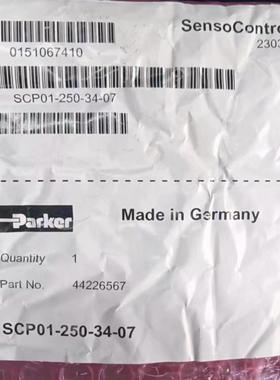 SensoContro
2303
0151067410
SCP01-250-34-07
Parker
Made in Germany
Quantity 1
Part No. 44226567
SCP01-250-34-07